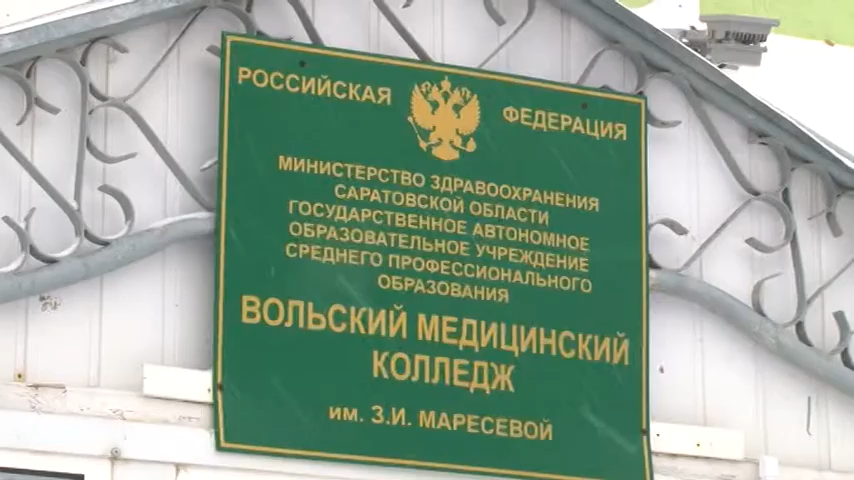 РОССИЙСКАЯ ФЕДЕРАЦИЯ
МИНИСТЕРСТВО ЗДРАВООХРАНЕНИЯ
САРАТОВСКОЙ ОБЛАСТИ
ГОСУДАРСТВЕННОЕ АВТОНОМНОЕ
ОБРАЗОВАТЕЛЬНОЕ УЧРЕЖДЕНИЕ
СРЕДНЕГО ПРОФЕССИОНАЛЬНОГО
ОБРАЗОВАНИЯ
ВОЛЬСКИЙ МЕДИЦИНСКИЙ
КОЛЛЕДЖ
им. З.И. МАРЕСЕВОЙ